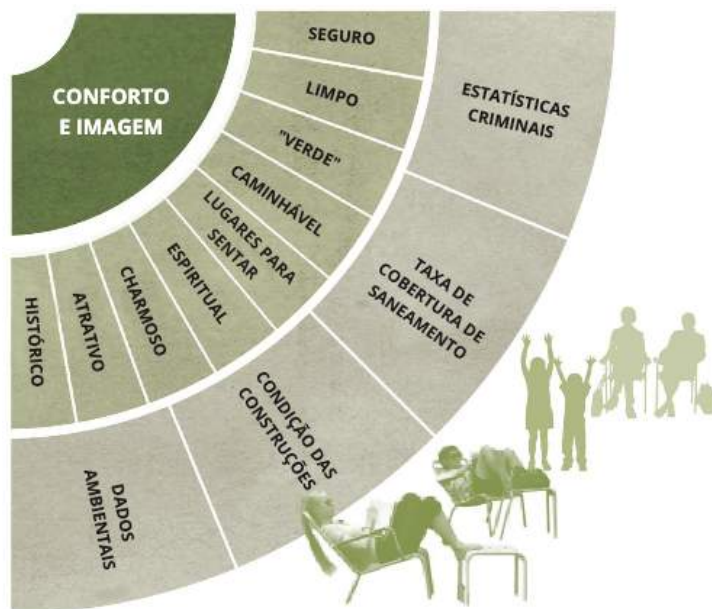 CONFORTO
E IMAGEM
SEGURO
LIMPO
"VERDE"
CAMINHÁVEL
LUGARES PARA
SENTAR
ESPIRITUAL
CHARMOSO
ATRATIVO
HISTÓRICO
ESTATÍSTICAS
CRIMINAIS
TAXA DE
COBERTURA DE
SANEAMENTO
CONDIÇÃO DAS
CONSTRUÇÕES
DADOS
AMBIENTAIS